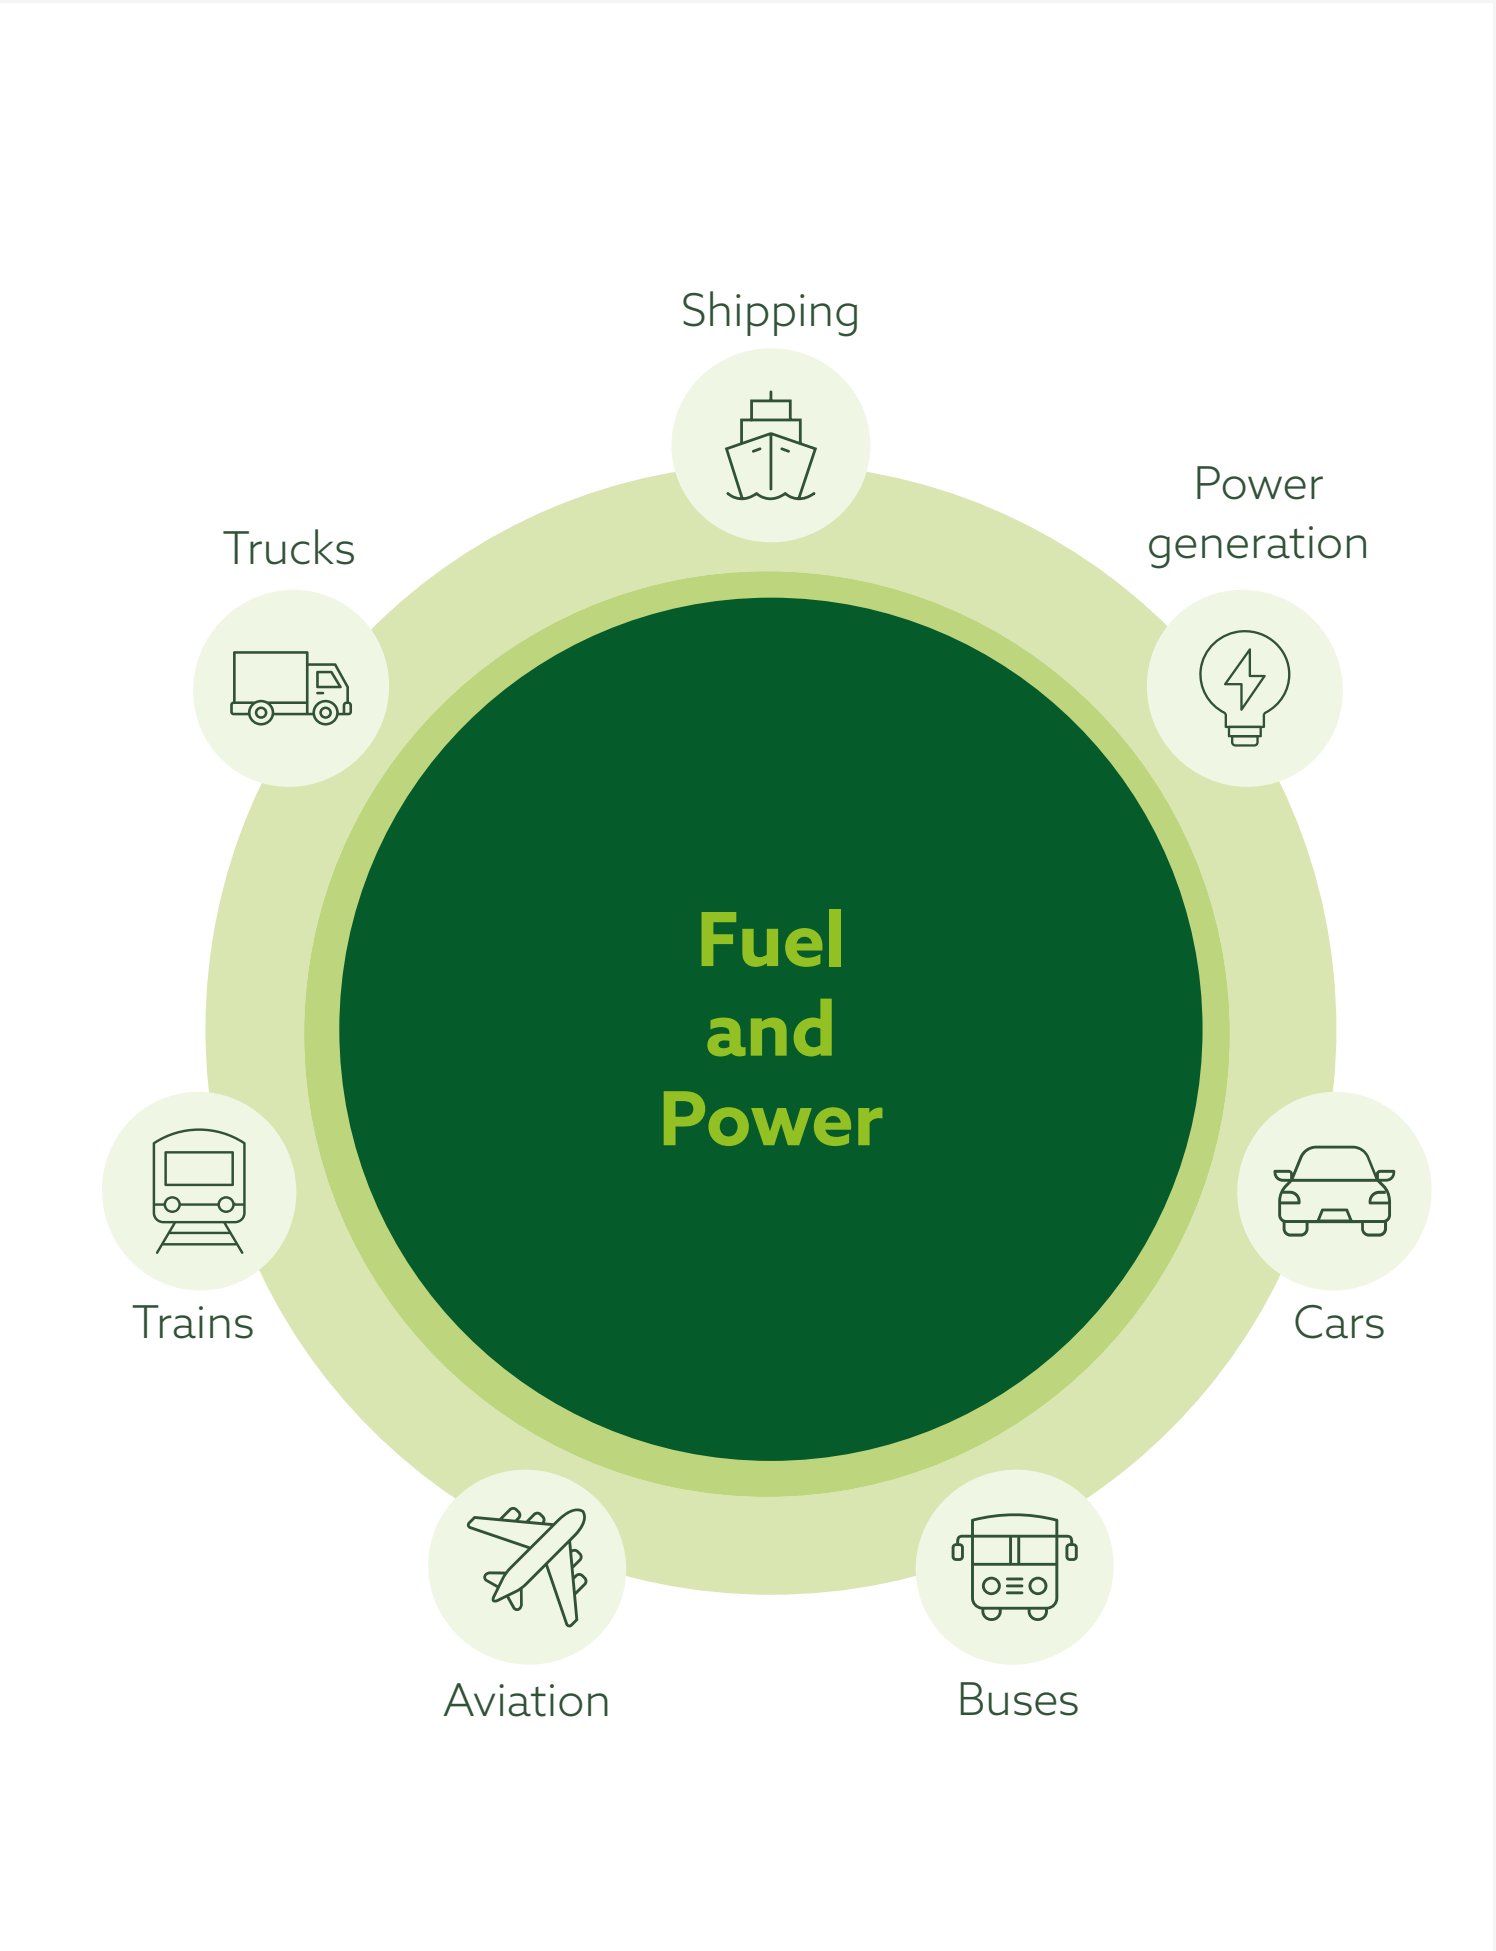 Shipping
Power
generation
Trucks
Fuel
and
Power
Trains
Cars
Aviation
Buses